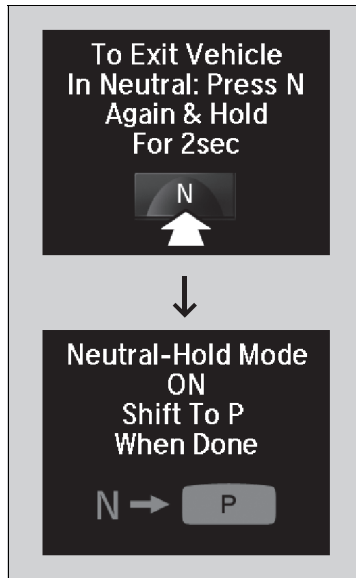 To Exit Vehicle
In Neutral: Press N
Again & Hold
For 2sec
N
Neutral-Hold Mode
ON
Shift To P
When Done
N P